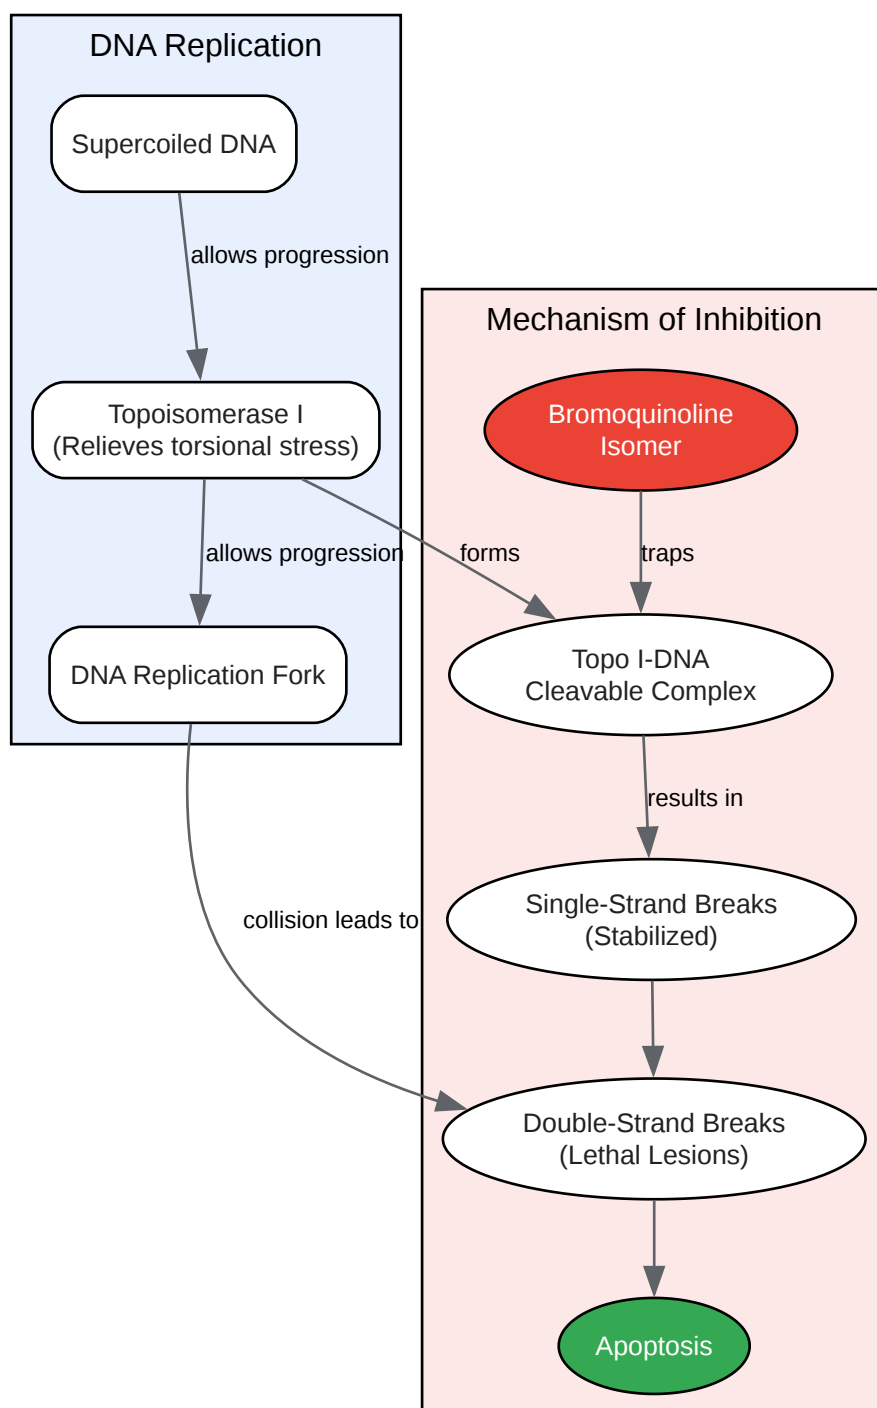 DNA Replication
Supercoiled DNA
allows progression
Topoisomerase I
(Relieves torsional stress)
allows progression
DNA Replication Fork
collision leads to
Mechanism of Inhibition
Bromoquinoline
Isomer
forms
traps
Topo I-DNA
Cleavable Complex
results in
Single-Strand Breaks
(Stabilized)
Double-Strand Breaks
(Lethal Lesions)
Apoptosis